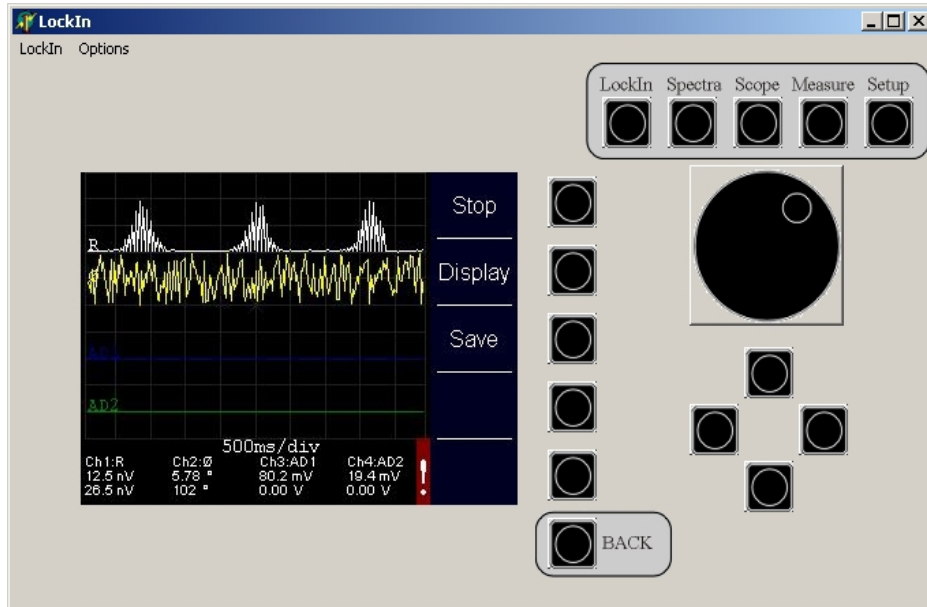 LockIn
LockIn Options
LockIn Spectra Scope Measure Setup
Stop
Display
Save
R
AD1
AD2
500ms/div
Ch1:R Ch2:Ø Ch3:AD1 Ch4:AD2
12.5 nV 5.78 ° 80.2 mV 19.4 mV
26.5 nV 102 ° 0.00 V 0.00 V
!
BACK